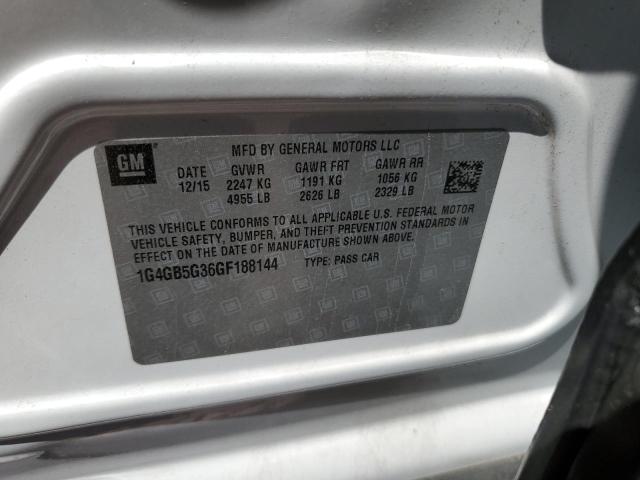 MFD BY GENERAL MOTORS LLC
GM
DATE GVWR GAWR FRT GAWR RR
12/15 2247 KG 1191 KG 1056 KG
4955 LB 2626 LB 2329 LB
THIS VEHICLE CONFORMS TO ALL APPLICABLE U.S. FEDERAL MOTOR
VEHICLE SAFETY, BUMPER, AND THEFT PREVENTION STANDARDS IN
EFFECT ON THE DATE OF MANUFACTURE SHOWN ABOVE.
1G4GB5G36GF188144 TYPE: PASS CAR